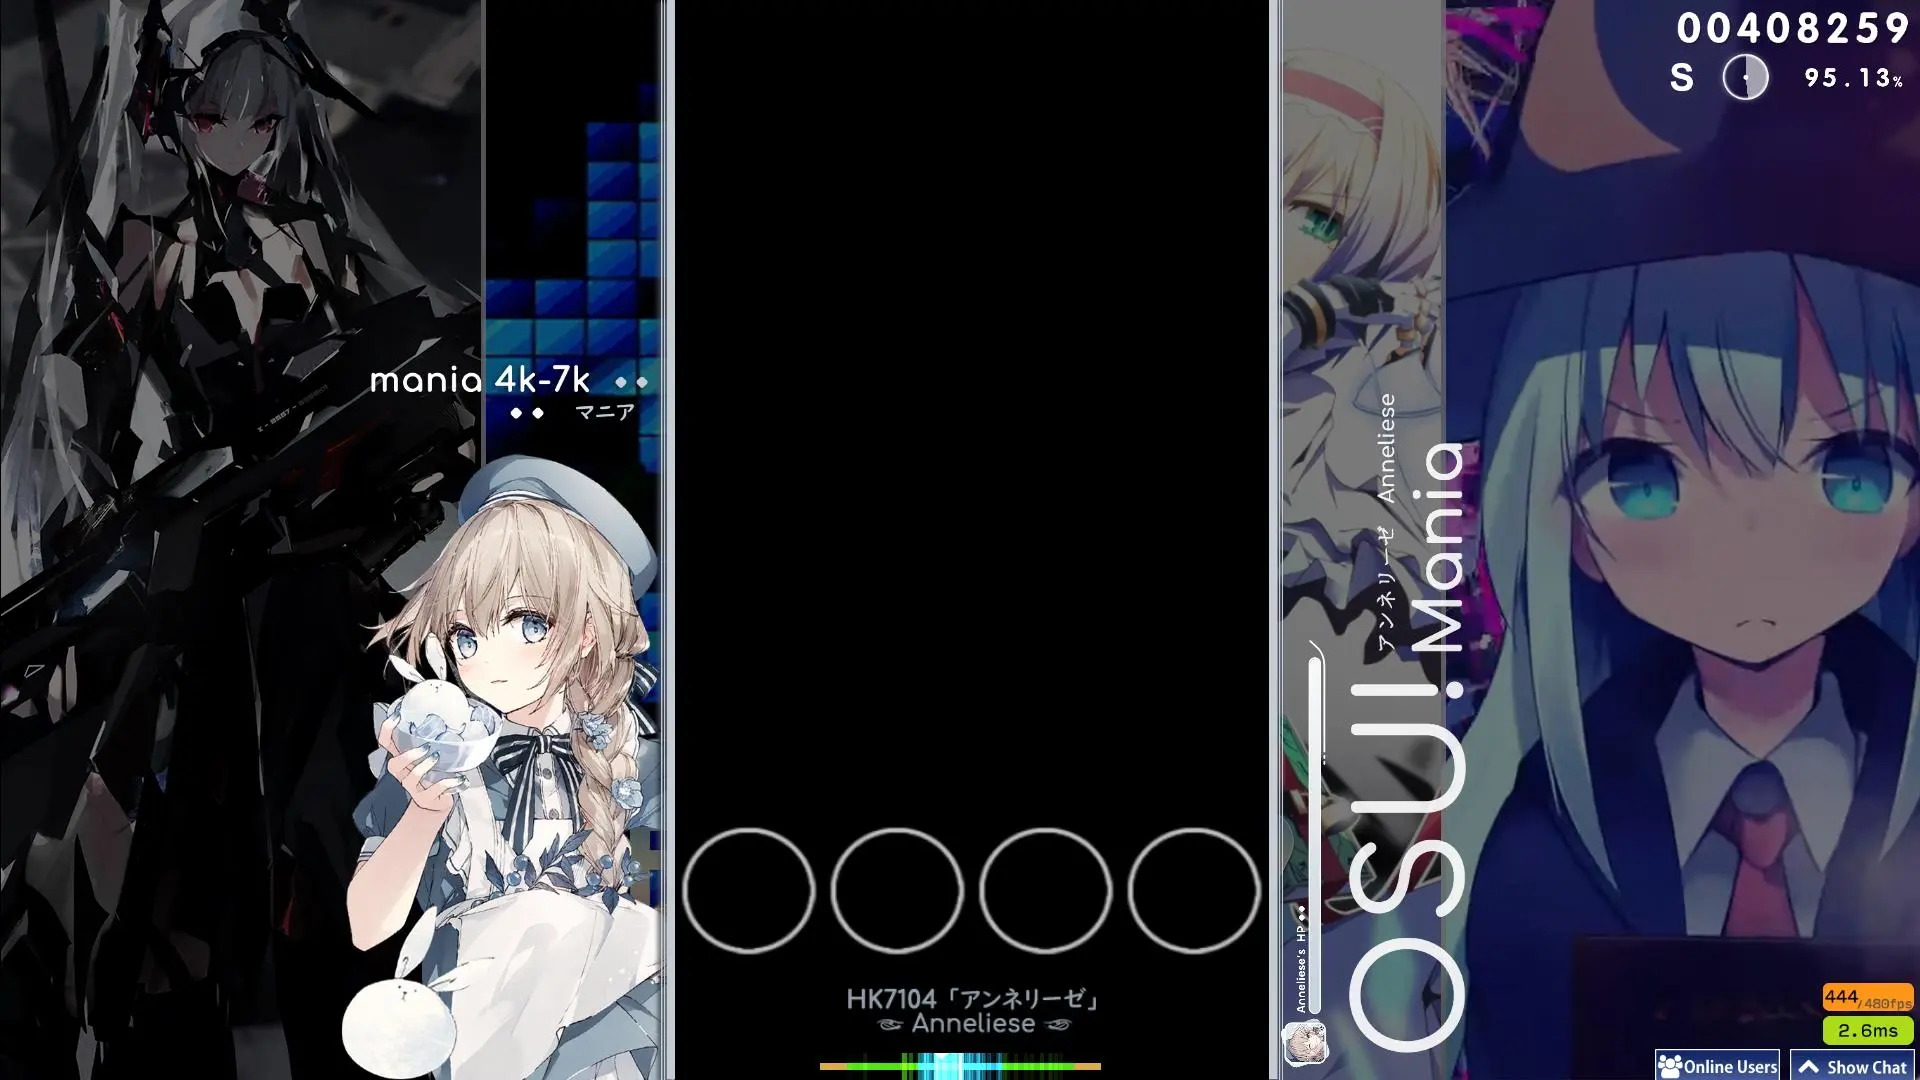 00408259
S 95.13%
mania 4k-7k
マニア
アンネリーゼ Anneliese
OSU!Mania
Anneliese's HP
HK7104「アンネリーゼ」
Anneliese
444/480fps
2.6ms
Online Users
Show Chat